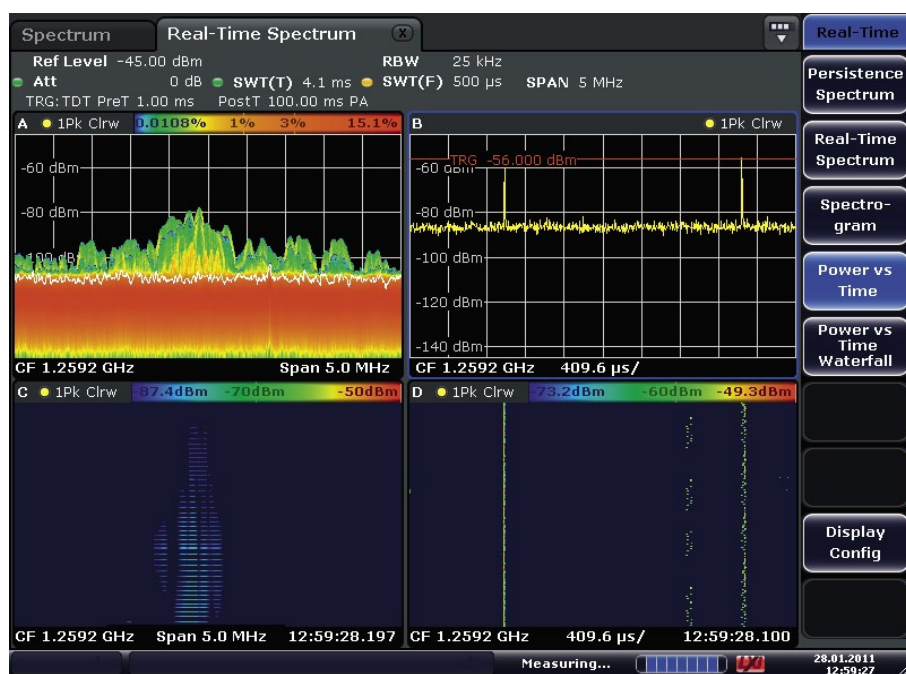 Spectrum Real-Time Spectrum X
Ref Level -45.00 dBm RBW 25 kHz
Att 0 dB SWT(T) 4.1 ms SWT(F) 500 µs SPAN 5 MHz
TRG:TDT PreT 1.00 ms PostT 100.00 ms PA
A 1Pk Clrw 0.0108% 1% 3% 15.1%
-60 dBm
-80 dBm
-100 dBm
CF 1.2592 GHz Span 5.0 MHz
B 1Pk Clrw
TRG -56.000 dBm
-60 dBm
-80 dBm
-100 dBm
-120 dBm
-140 dBm
CF 1.2592 GHz 409.6 µs/
C 1Pk Clrw -87.4dBm -70dBm -50dBm
CF 1.2592 GHz Span 5.0 MHz 12:59:28.197
D 1Pk Clrw -73.2dBm -60dBm -49.3dBm
CF 1.2592 GHz 409.6 µs/ 12:59:28.100
Real-Time
Persistence
Spectrum
Real-Time
Spectrum
Spectro-
gram
Power vs
Time
Power vs
Time
Waterfall
Display
Config
Measuring... LXI 28.01.2011
12:59:27